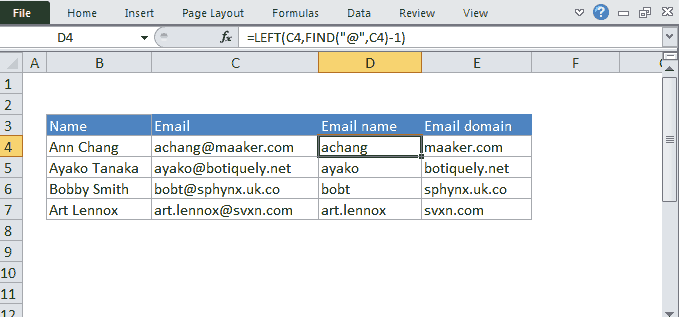 File Home Insert Page Layout Formulas Data Review View
D4 fx =LEFT(C4,FIND("@",C4)-1)
A B C D E F
1
2
3 Name Email Email name Email domain
4 Ann Chang achang@maaker.com achang maaker.com
5 Ayako Tanaka ayako@botiquely.net ayako botiquely.net
6 Bobby Smith bobt@sphynx.uk.co bobt sphynx.uk.co
7 Art Lennox art.lennox@svxn.com art.lennox svxn.com
8
9
10
11
12